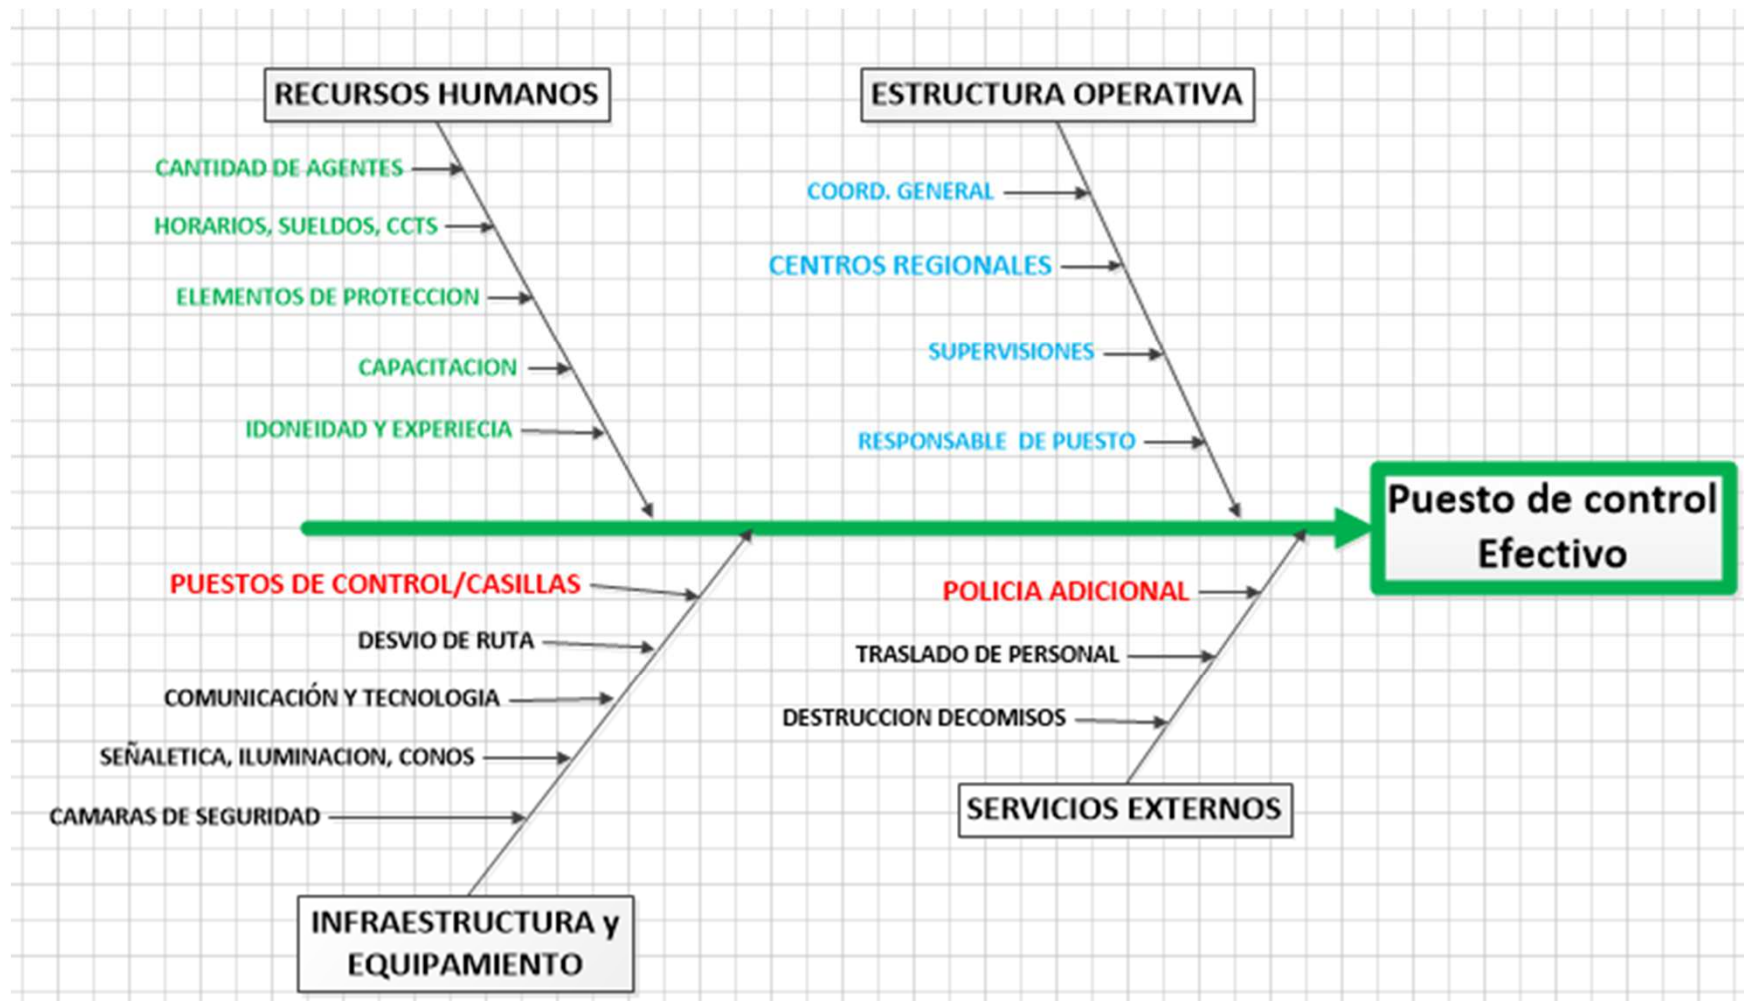 RECURSOS HUMANOS
CANTIDAD DE AGENTES
HORARIOS, SUELDOS, CCTS
ELEMENTOS DE PROTECCION
CAPACITACION
IDONEIDAD Y EXPERIECIA
ESTRUCTURA OPERATIVA
COORD. GENERAL
CENTROS REGIONALES
SUPERVISIONES
RESPONSABLE DE PUESTO
Puesto de control
Efectivo
PUESTOS DE CONTROL/CASILLAS
DESVIO DE RUTA
COMUNICACIÓN Y TECNOLOGIA
SEÑALETICA, ILUMINACION, CONOS
CAMARAS DE SEGURIDAD
INFRAESTRUCTURA y
EQUIPAMIENTO
POLICIA ADICIONAL
TRASLADO DE PERSONAL
DESTRUCCION DECOMISOS
SERVICIOS EXTERNOS